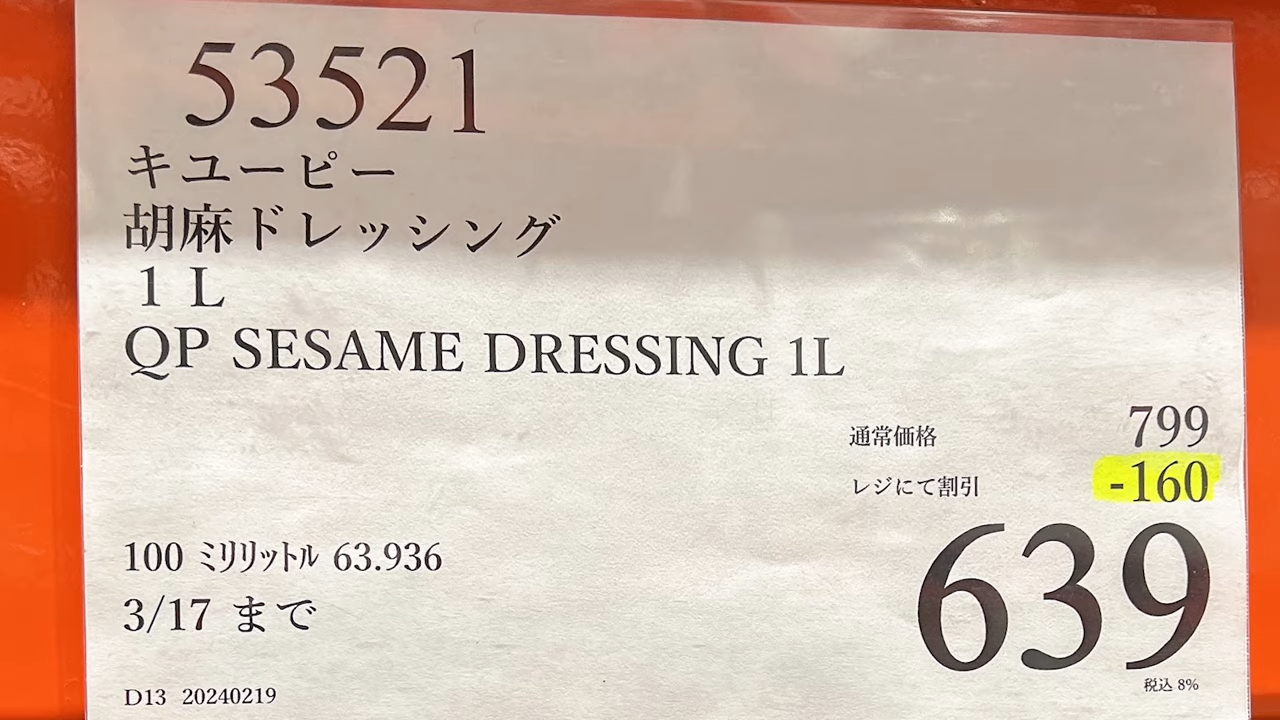 53521
キユーピー
胡麻ドレッシング
1 L
QP SESAME DRESSING 1L
通常価格 799
レジにて割引 -160
639
税込 8%
100 ミリリットル 63.936
3/17 まで
D13 20240219